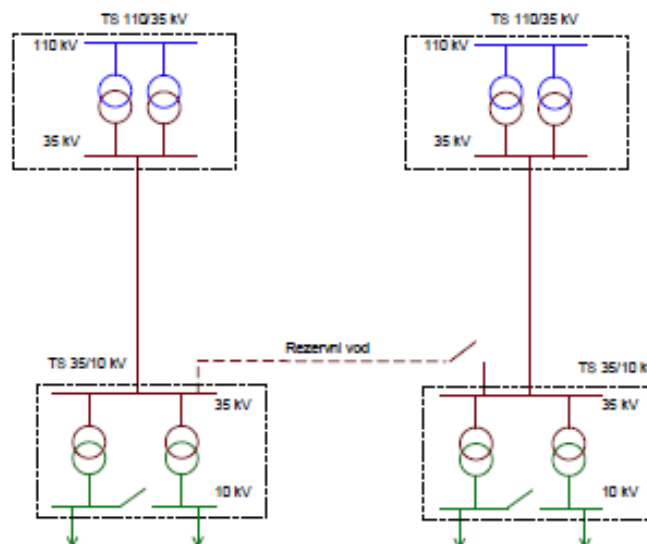 TS 110/35 kV
TS 110/35 kV
110 kV
110 kV
35 kV
35 kV
Rezervni vod
TS 35/10 kV
TS 35/10 k
35 kV
35 kV
10 kV
10 kV